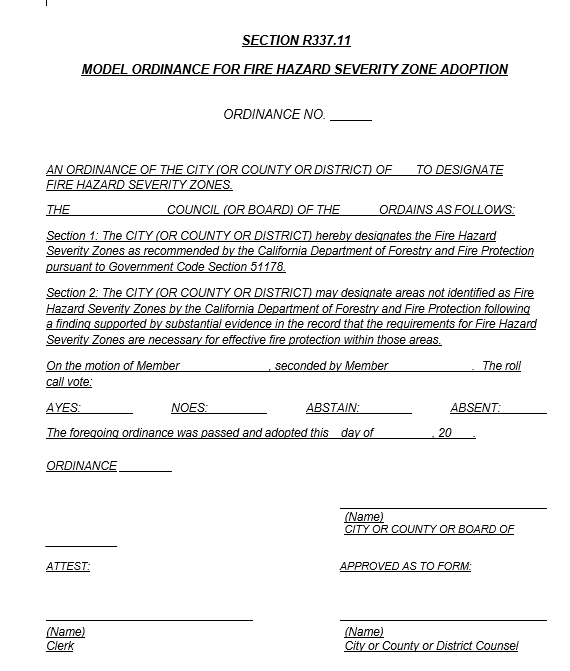 SECTION R337.11
MODEL ORDINANCE FOR FIRE HAZARD SEVERITY ZONE ADOPTION
ORDINANCE NO. ______
AN ORDINANCE OF THE CITY (OR COUNTY OR DISTRICT) OF ____ TO DESIGNATE
FIRE HAZARD SEVERITY ZONES.
THE ____________ COUNCIL (OR BOARD) OF THE ______ ORDAINS AS FOLLOWS:
Section 1: The CITY (OR COUNTY OR DISTRICT) hereby designates the Fire Hazard
Severity Zones as recommended by the California Department of Forestry and Fire Protection
pursuant to Government Code Section 51178.
Section 2: The CITY (OR COUNTY OR DISTRICT) may designate areas not identified as Fire
Hazard Severity Zones by the California Department of Forestry and Fire Protection following
a finding supported by substantial evidence in the record that the requirements for Fire Hazard
Severity Zones are necessary for effective fire protection within those areas.
On the motion of Member ____________, seconded by Member ____________. The roll
call vote:
AYES: ______ NOES: ______ ABSTAIN: ______ ABSENT: ______
The foregoing ordinance was passed and adopted this __ day of ________, 20___.
ORDINANCE ______
(Name)
CITY OR COUNTY OR BOARD OF
__________
ATTEST: APPROVED AS TO FORM:
(Name) (Name)
Clerk City or County or District Counsel